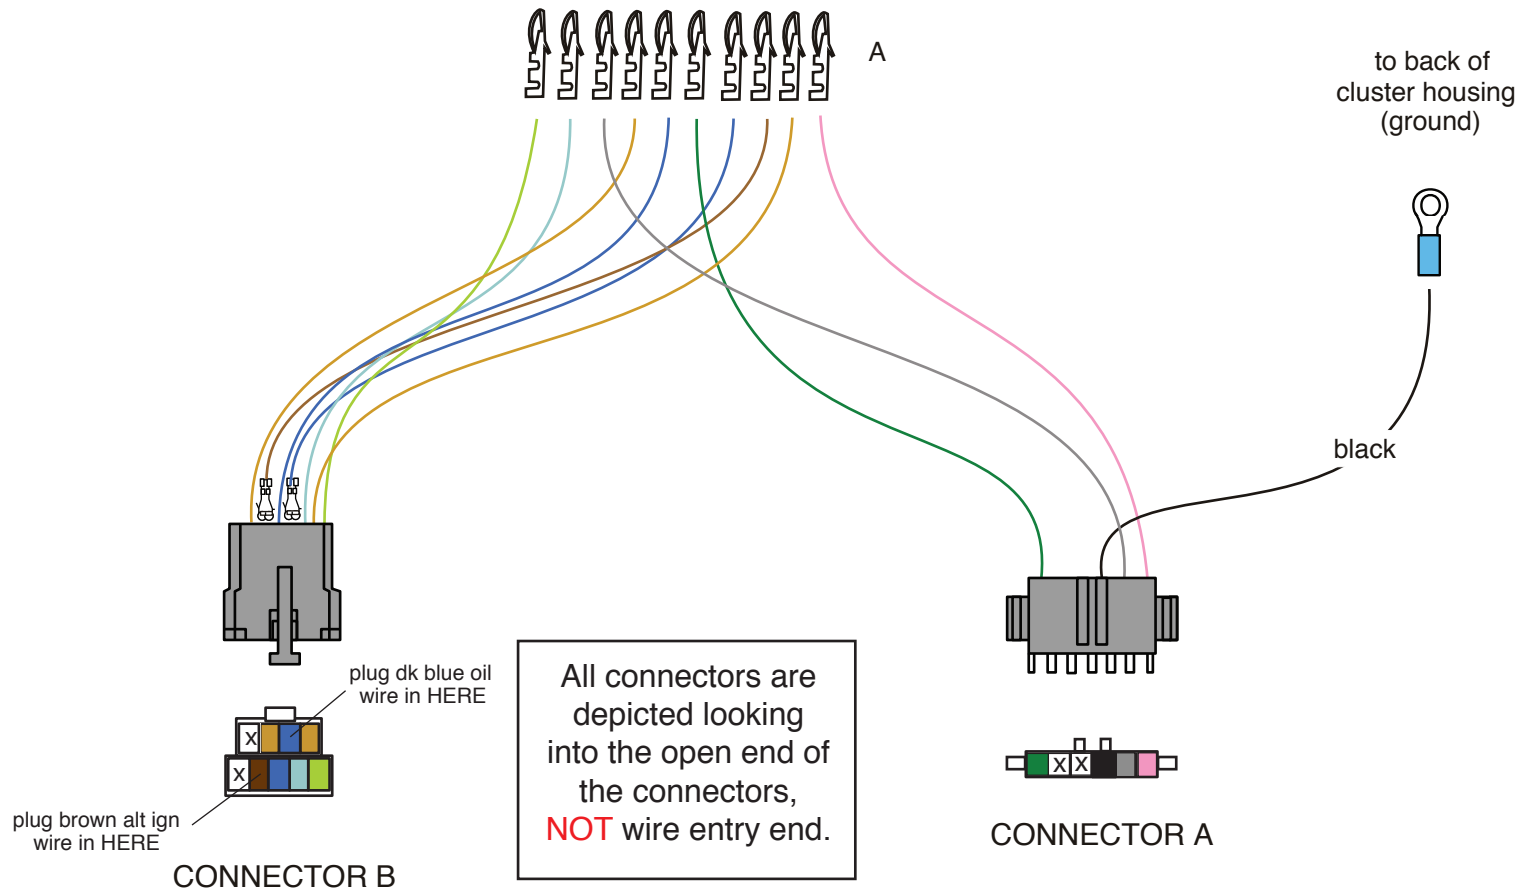 A
to back of
cluster housing
(ground)
black
plug dk blue oil
wire in HERE
X
X
plug brown alt ign
wire in HERE
CONNECTOR B
All connectors are
depicted looking
into the open end of
the connectors,
NOT wire entry end.
X X
CONNECTOR A